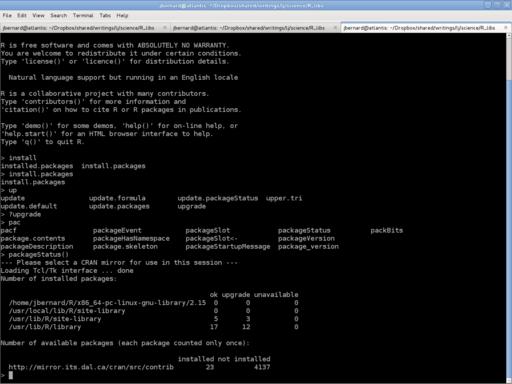 jbernard@atlantis: ~/Dropbox/shared/writings/lj/science/R_libs
File Edit View Search Terminal Tabs Help
jbernard@atlantis: ~/Dropbox/shared/writings/lj/science/R_libs jbernard@atlantis: ~/Dropbox/shared/writings/lj/science/R_libs jbernard@atlantis: ~/Dropbox/shared/writings/lj/science/R_libs
R is free software and comes with ABSOLUTELY NO WARRANTY.
You are welcome to redistribute it under certain conditions.
Type 'license()' or 'licence()' for distribution details.
Natural language support but running in an English locale
R is a collaborative project with many contributors.
Type 'contributors()' for more information and
'citation()' on how to cite R or R packages in publications.
Type 'demo()' for some demos, 'help()' for on-line help, or
'help.start()' for an HTML browser interface to help.
Type 'q()' to quit R.
> install
installed.packages install.packages
> install.packages
install.packages
> up
update update.formula update.packageStatus upper.tri
update.default update.packages upgrade
> ?upgrade
> pac
pacf packageEvent packageSlot packageStatus packBits
package.contents packageHasNamespace packageSlot<- packageVersion
packageDescription package.skeleton packageStartupMessage package_version
> packageStatus()
--- Please select a CRAN mirror for use in this session ---
Loading Tcl/Tk interface ... done
Number of installed packages:
ok upgrade unavailable
/home/jbernard/R/x86_64-pc-linux-gnu-library/2.15 0 0 0
/usr/local/lib/R/site-library 0 0 0
/usr/lib/R/site-library 5 3 0
/usr/lib/R/library 17 12 0
Number of available packages (each package counted only once):
installed not installed
http://mirror.its.dal.ca/cran/src/contrib 23 4137
>